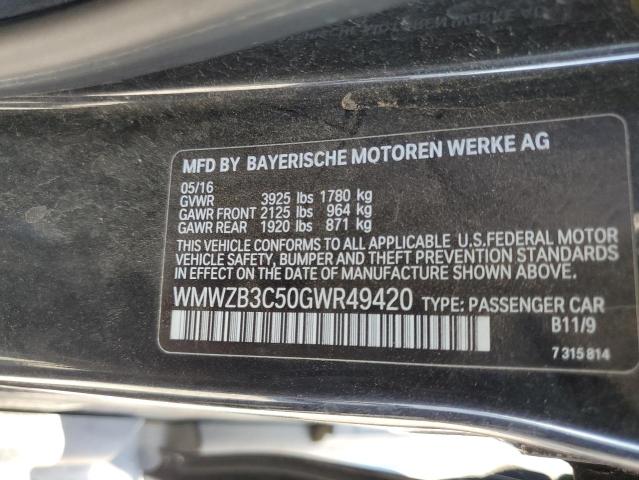 MFD BY BAYERISCHE MOTOREN WERKE AG
05/16
GVWR 3925 lbs 1780 kg
GAWR FRONT 2125 lbs 964 kg
GAWR REAR 1920 lbs 871 kg
THIS VEHICLE CONFORMS TO ALL APPLICABLE U.S.FEDERAL MOTOR
VEHICLE SAFETY, BUMPER AND THEFT PREVENTION STANDARDS
IN EFFECT ON THE DATE OF MANUFACTURE SHOWN ABOVE.
WMWZB3C50GWR49420 TYPE: PASSENGER CAR
B11/9
7 315 814